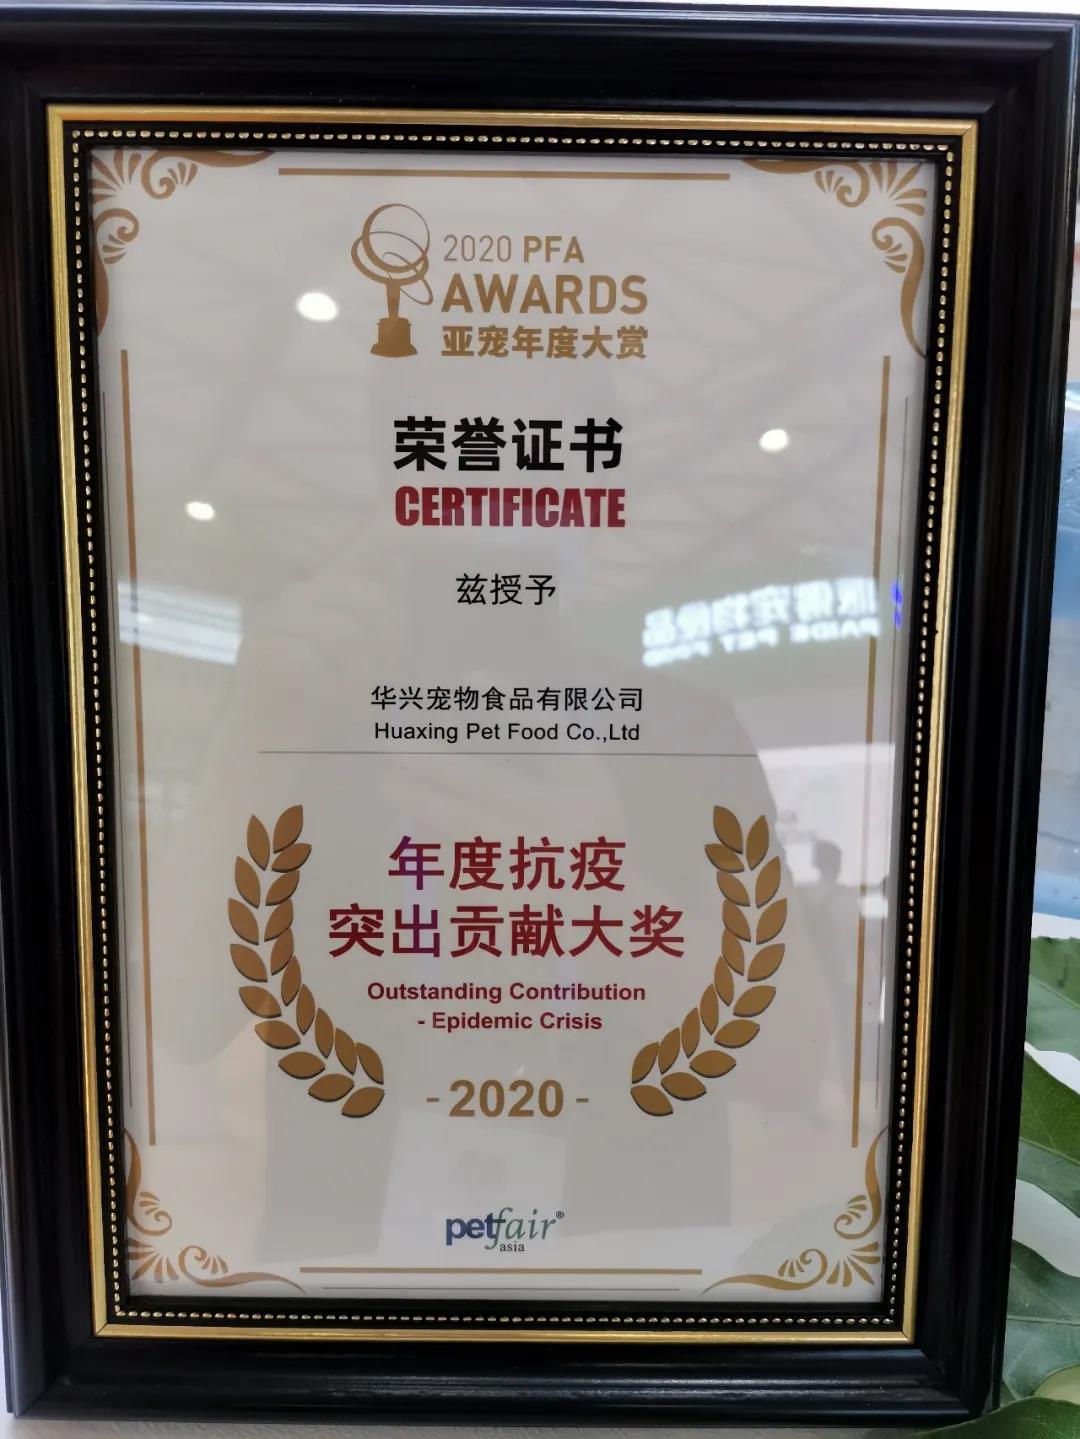 2020 PFA
AWARDS
亚宠年度大赏
荣誉证书
CERTIFICATE
兹授予
华兴宠物食品有限公司
Huaxing Pet Food Co.,Ltd
年度抗疫
突出贡献大奖
Outstanding Contribution
- Epidemic Crisis
- 2020 -
petfair®
asia